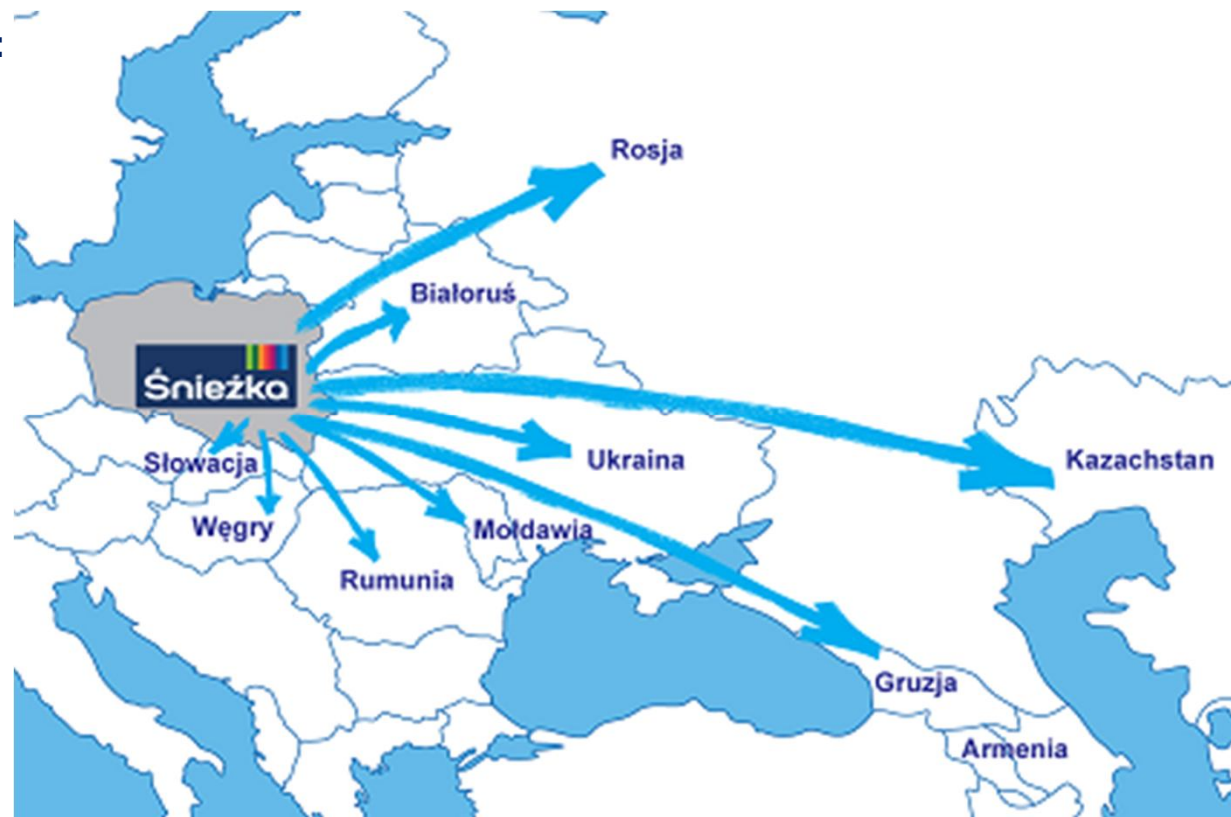 :
Rosja
Białoruś
Śnieżka
Ukraina
Kazachstan
Słowacja
Węgry
Mołdawia
Rumunia
Gruzja
Armenia